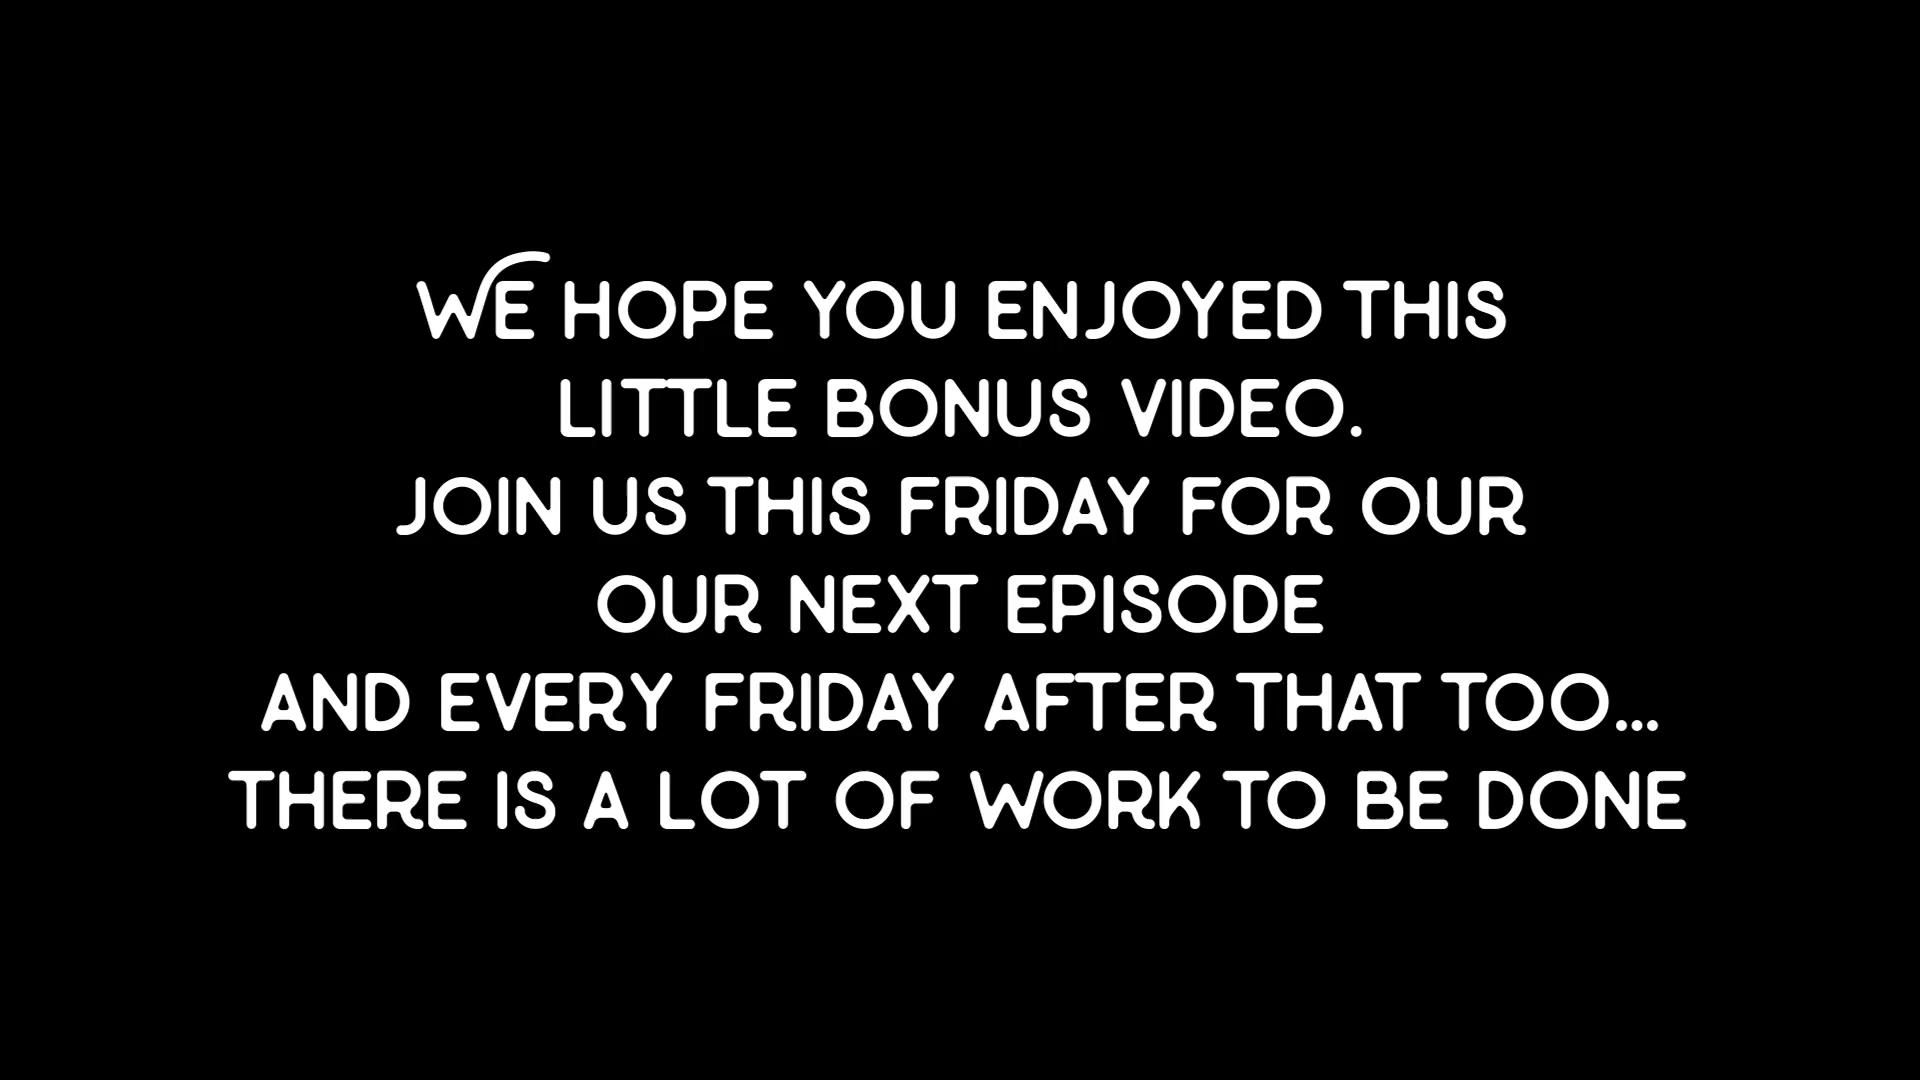 WE HOPE YOU ENJOYED THIS
LITTLE BONUS VIDEO.
JOIN US THIS FRIDAY FOR OUR
OUR NEXT EPISODE
AND EVERY FRIDAY AFTER THAT TOO...
THERE IS A LOT OF WORK TO BE DONE